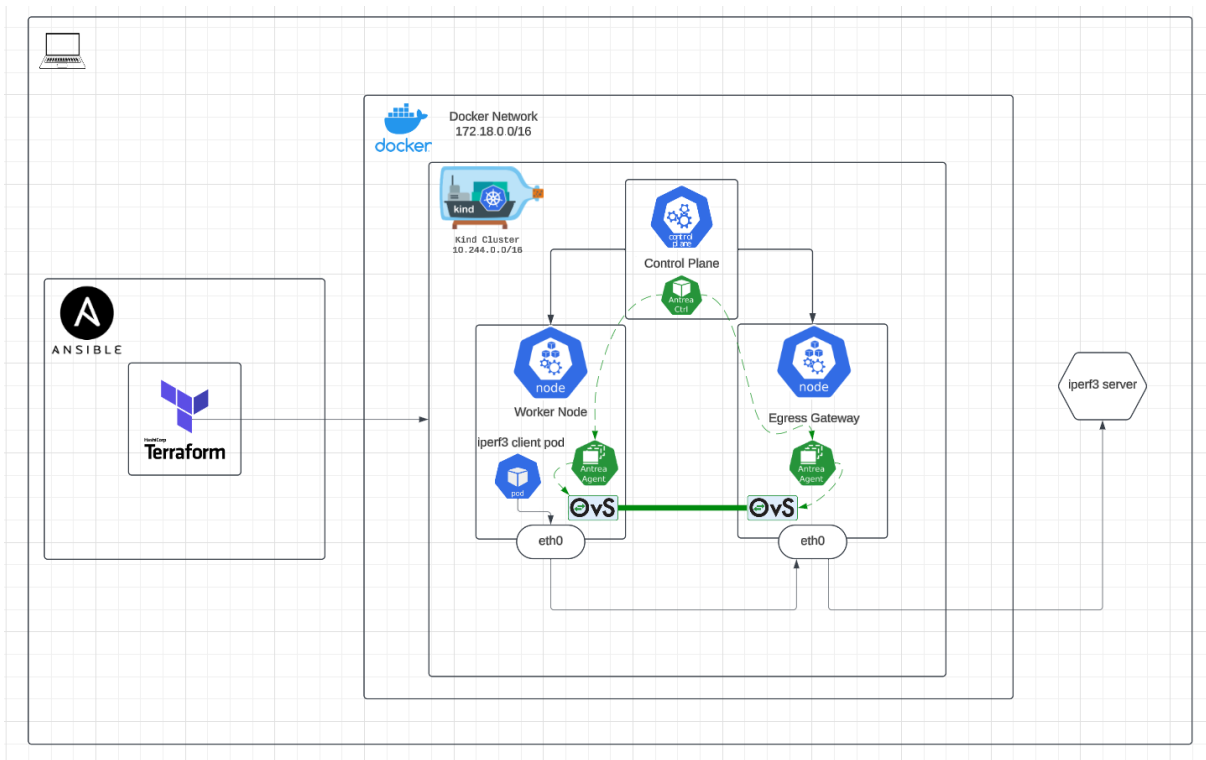 docker
Docker Network
172.18.0.0/16
kind
Kind Cluster
10.244.0.0/16
control
plane
Control Plane
Antrea
Ctrl
ANSIBLE
HashiCorp
Terraform
node
Worker Node
node
Egress Gateway
iperf3 server
iperf3 client pod
pod
Antrea
Agent
Antrea
Agent
OvS
OvS
eth0
eth0